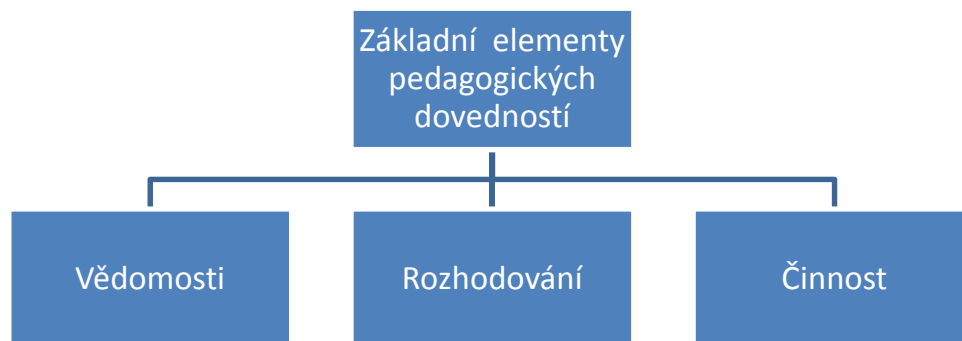 Základní  elementy
pedagogických
dovedností
Vědomosti
Rozhodování
Činnost